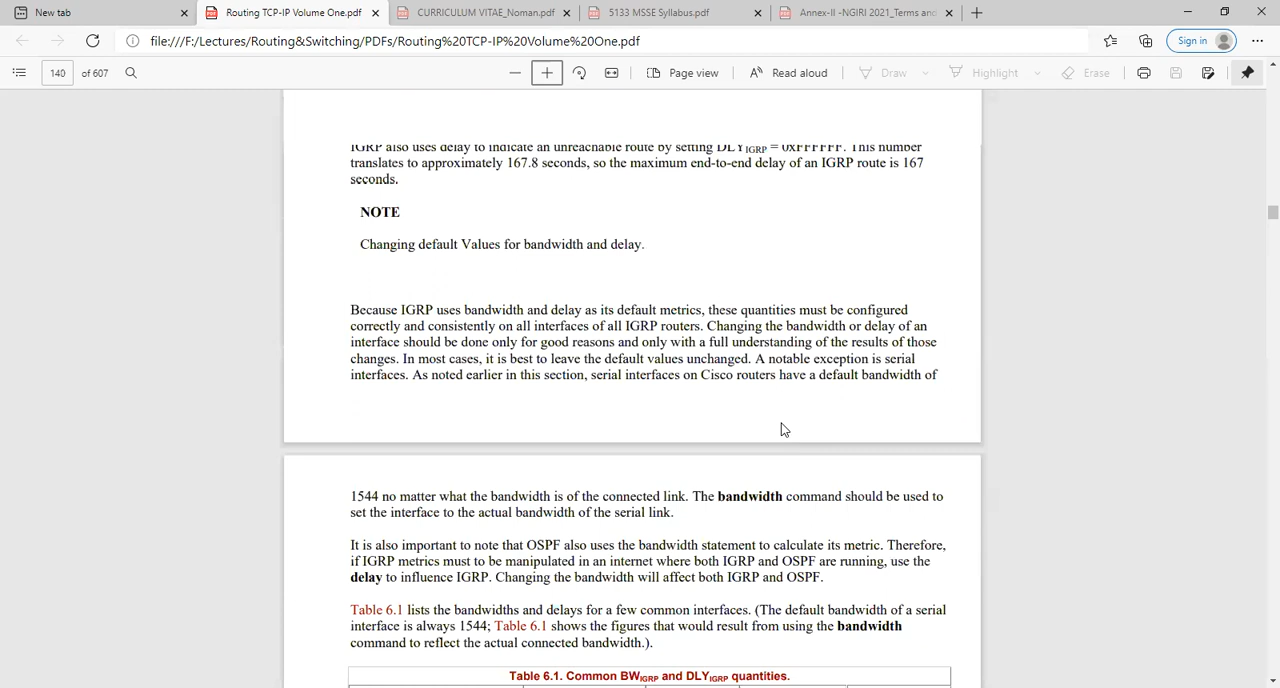 New tab
Routing TCP-IP Volume One.pdf
CURRICULUM VITAE_Noman.pdf
5133 MSSE Syllabus.pdf
Annex-II -NGIRI 2021_Terms and
file:///F:/Lectures/Routing&Switching/PDFs/Routing%20TCP-IP%20Volume%20One.pdf
Sign in
140 of 607
Page view
Read aloud
Draw
Highlight
Erase
IGRP also uses delay to indicate an unreachable route by setting DLY IGRP = 0xFFFFFF. This number
translates to approximately 167.8 seconds, so the maximum end-to-end delay of an IGRP route is 167
seconds.
NOTE
Changing default Values for bandwidth and delay.
Because IGRP uses bandwidth and delay as its default metrics, these quantities must be configured
correctly and consistently on all interfaces of all IGRP routers. Changing the bandwidth or delay of an
interface should be done only for good reasons and only with a full understanding of the results of those
changes. In most cases, it is best to leave the default values unchanged. A notable exception is serial
interfaces. As noted earlier in this section, serial interfaces on Cisco routers have a default bandwidth of
1544 no matter what the bandwidth is of the connected link. The bandwidth command should be used to
set the interface to the actual bandwidth of the serial link.
It is also important to note that OSPF also uses the bandwidth statement to calculate its metric. Therefore,
if IGRP metrics must to be manipulated in an internet where both IGRP and OSPF are running, use the
delay to influence IGRP. Changing the bandwidth will affect both IGRP and OSPF.
Table 6.1 lists the bandwidths and delays for a few common interfaces. (The default bandwidth of a serial
interface is always 1544; Table 6.1 shows the figures that would result from using the bandwidth
command to reflect the actual connected bandwidth.).
Table 6.1. Common BWIGRP and DLYIGRP quantities.